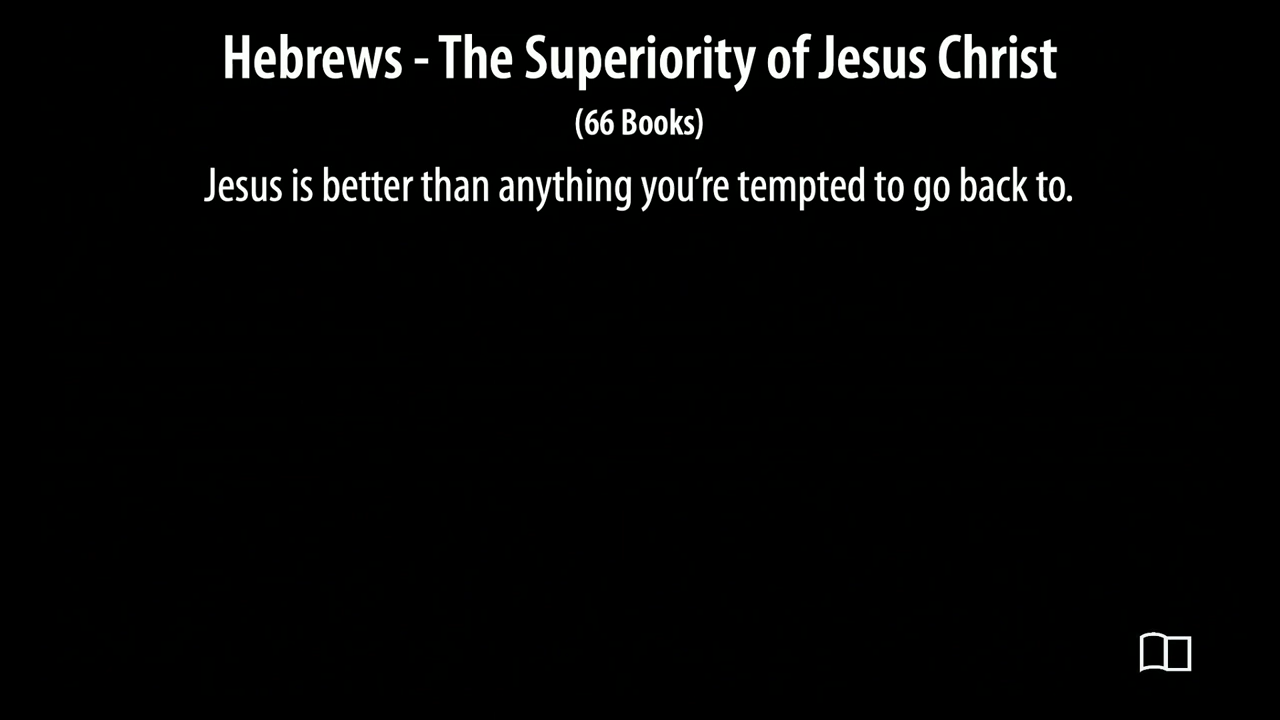 Hebrews - The Superiority of Jesus Christ
(66 Books)
Jesus is better than anything you’re tempted to go back to.